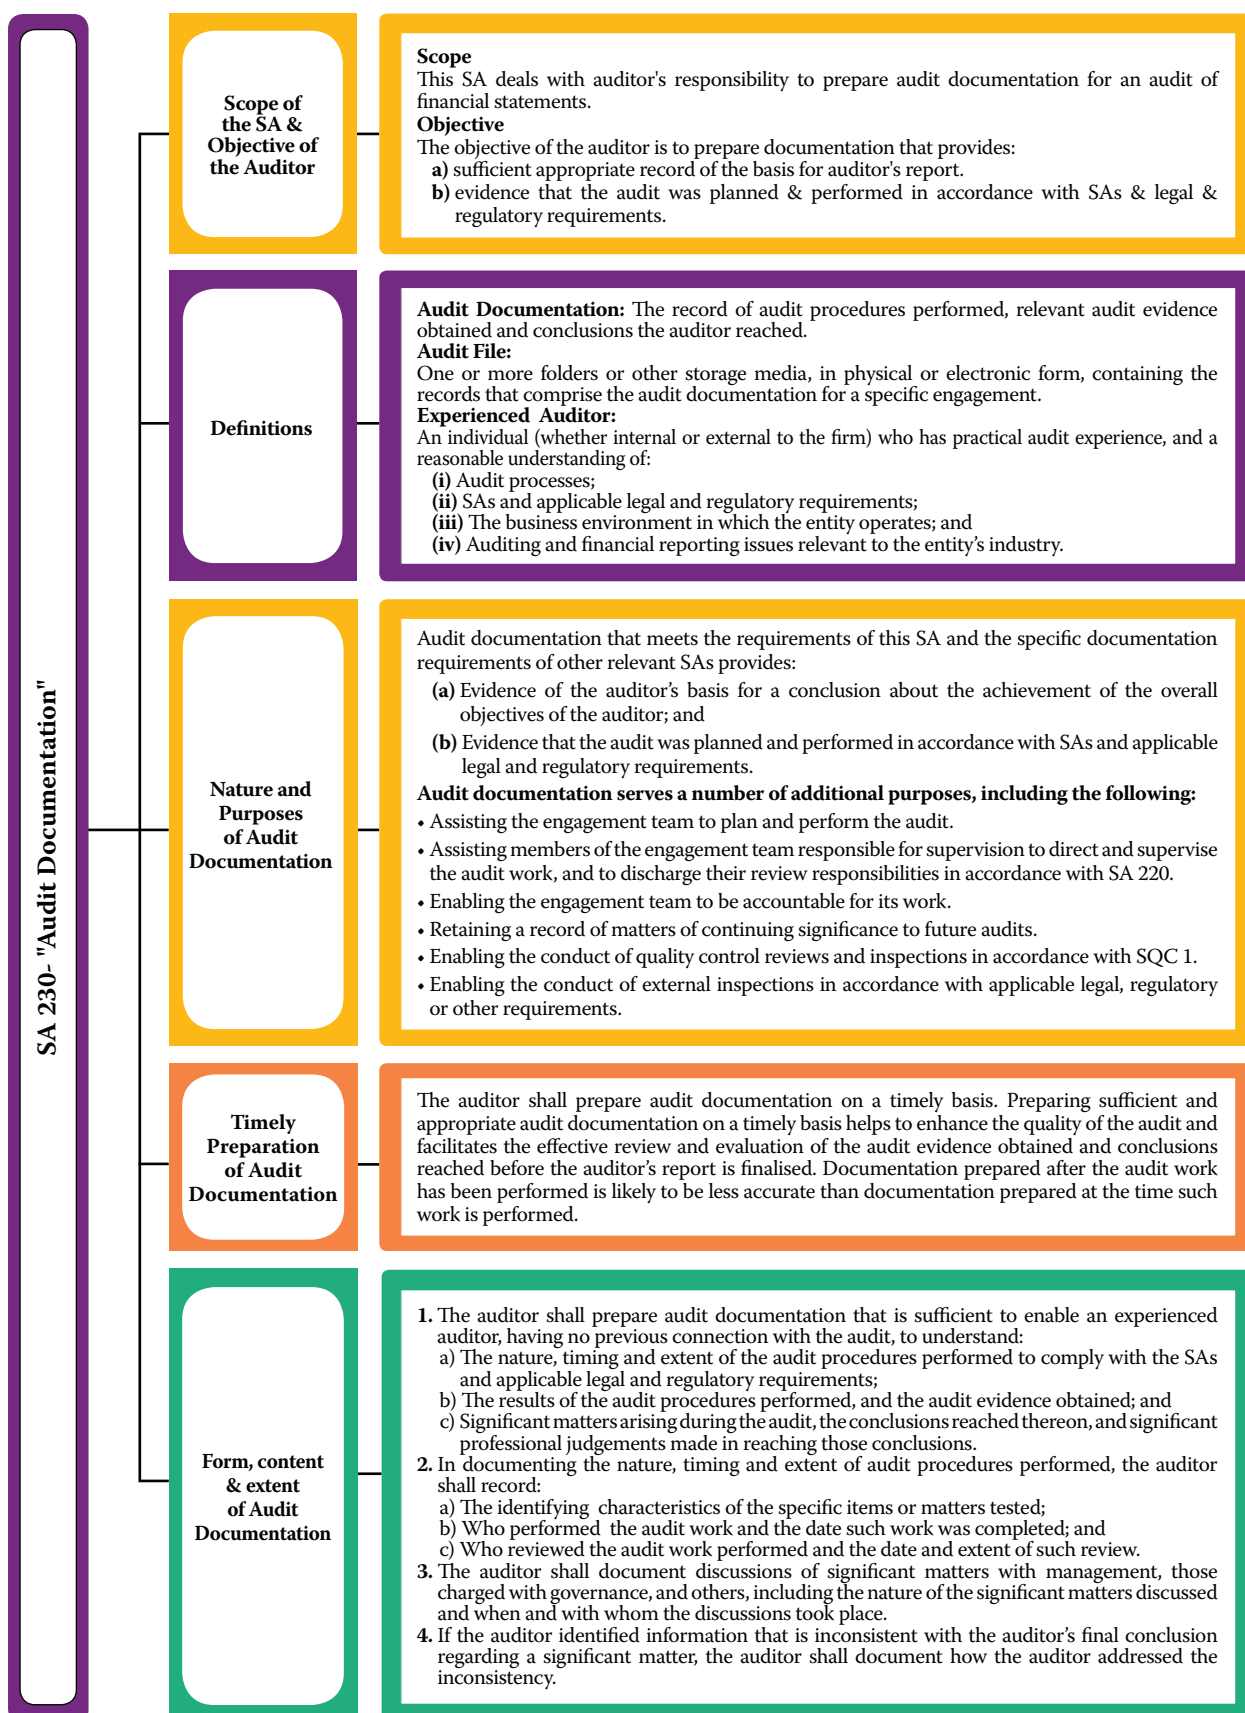 SA 230- "Audit Documentation"
Scope of
the SA &
Objective of
the Auditor
Scope
This SA deals with auditor's responsibility to prepare audit documentation for an audit of
financial statements.
Objective
The objective of the auditor is to prepare documentation that provides:
a) sufficient appropriate record of the basis for auditor's report.
b) evidence that the audit was planned & performed in accordance with SAs & legal &
regulatory requirements.
Definitions
Audit Documentation: The record of audit procedures performed, relevant audit evidence
obtained and conclusions the auditor reached.
Audit File:
One or more folders or other storage media, in physical or electronic form, containing the
records that comprise the audit documentation for a specific engagement.
Experienced Auditor:
An individual (whether internal or external to the firm) who has practical audit experience, and a
reasonable understanding of:
(i) Audit processes;
(ii) SAs and applicable legal and regulatory requirements;
(iii) The business environment in which the entity operates; and
(iv) Auditing and financial reporting issues relevant to the entity's industry.
Nature and
Purposes
of Audit
Documentation
Audit documentation that meets the requirements of this SA and the specific documentation
requirements of other relevant SAs provides:
(a) Evidence of the auditor's basis for a conclusion about the achievement of the overall
objectives of the auditor; and
(b) Evidence that the audit was planned and performed in accordance with SAs and applicable
legal and regulatory requirements.
Audit documentation serves a number of additional purposes, including the following:
• Assisting the engagement team to plan and perform the audit.
• Assisting members of the engagement team responsible for supervision to direct and supervise
the audit work, and to discharge their review responsibilities in accordance with SA 220.
• Enabling the engagement team to be accountable for its work.
• Retaining a record of matters of continuing significance to future audits.
• Enabling the conduct of quality control reviews and inspections in accordance with SQC 1.
• Enabling the conduct of external inspections in accordance with applicable legal, regulatory
or other requirements.
Timely
Preparation
of Audit
Documentation
The auditor shall prepare audit documentation on a timely basis. Preparing sufficient and
appropriate audit documentation on a timely basis helps to enhance the quality of the audit and
facilitates the effective review and evaluation of the audit evidence obtained and conclusions
reached before the auditor's report is finalised. Documentation prepared after the audit work
has been performed is likely to be less accurate than documentation prepared at the time such
work is performed.
Form, content
& extent
of Audit
Documentation
1. The auditor shall prepare audit documentation that is sufficient to enable an experienced
auditor, having no previous connection with the audit, to understand:
a) The nature, timing and extent of the audit procedures performed to comply with the SAs
and applicable legal and regulatory requirements;
b) The results of the audit procedures performed, and the audit evidence obtained; and
c) Significant matters arising during the audit, the conclusions reached thereon, and significant
professional judgements made in reaching those conclusions.
2. In documenting the nature, timing and extent of audit procedures performed, the auditor
shall record:
a) The identifying characteristics of the specific items or matters tested;
b) Who performed the audit work and the date such work was completed; and
c) Who reviewed the audit work performed and the date and extent of such review.
3. The auditor shall document discussions of significant matters with management, those
charged with governance, and others, including the nature of the significant matters discussed
and when and with whom the discussions took place.
4. If the auditor identified information that is inconsistent with the auditor's final conclusion
regarding a significant matter, the auditor shall document how the auditor addressed the
inconsistency.